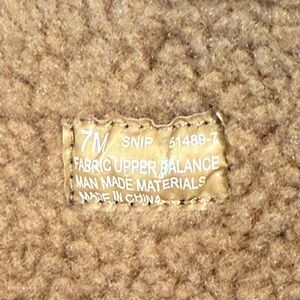 7M SNIP 51489-7
FABRIC UPPER BALANCE
MAN MADE MATERIALS
MADE IN CHINA